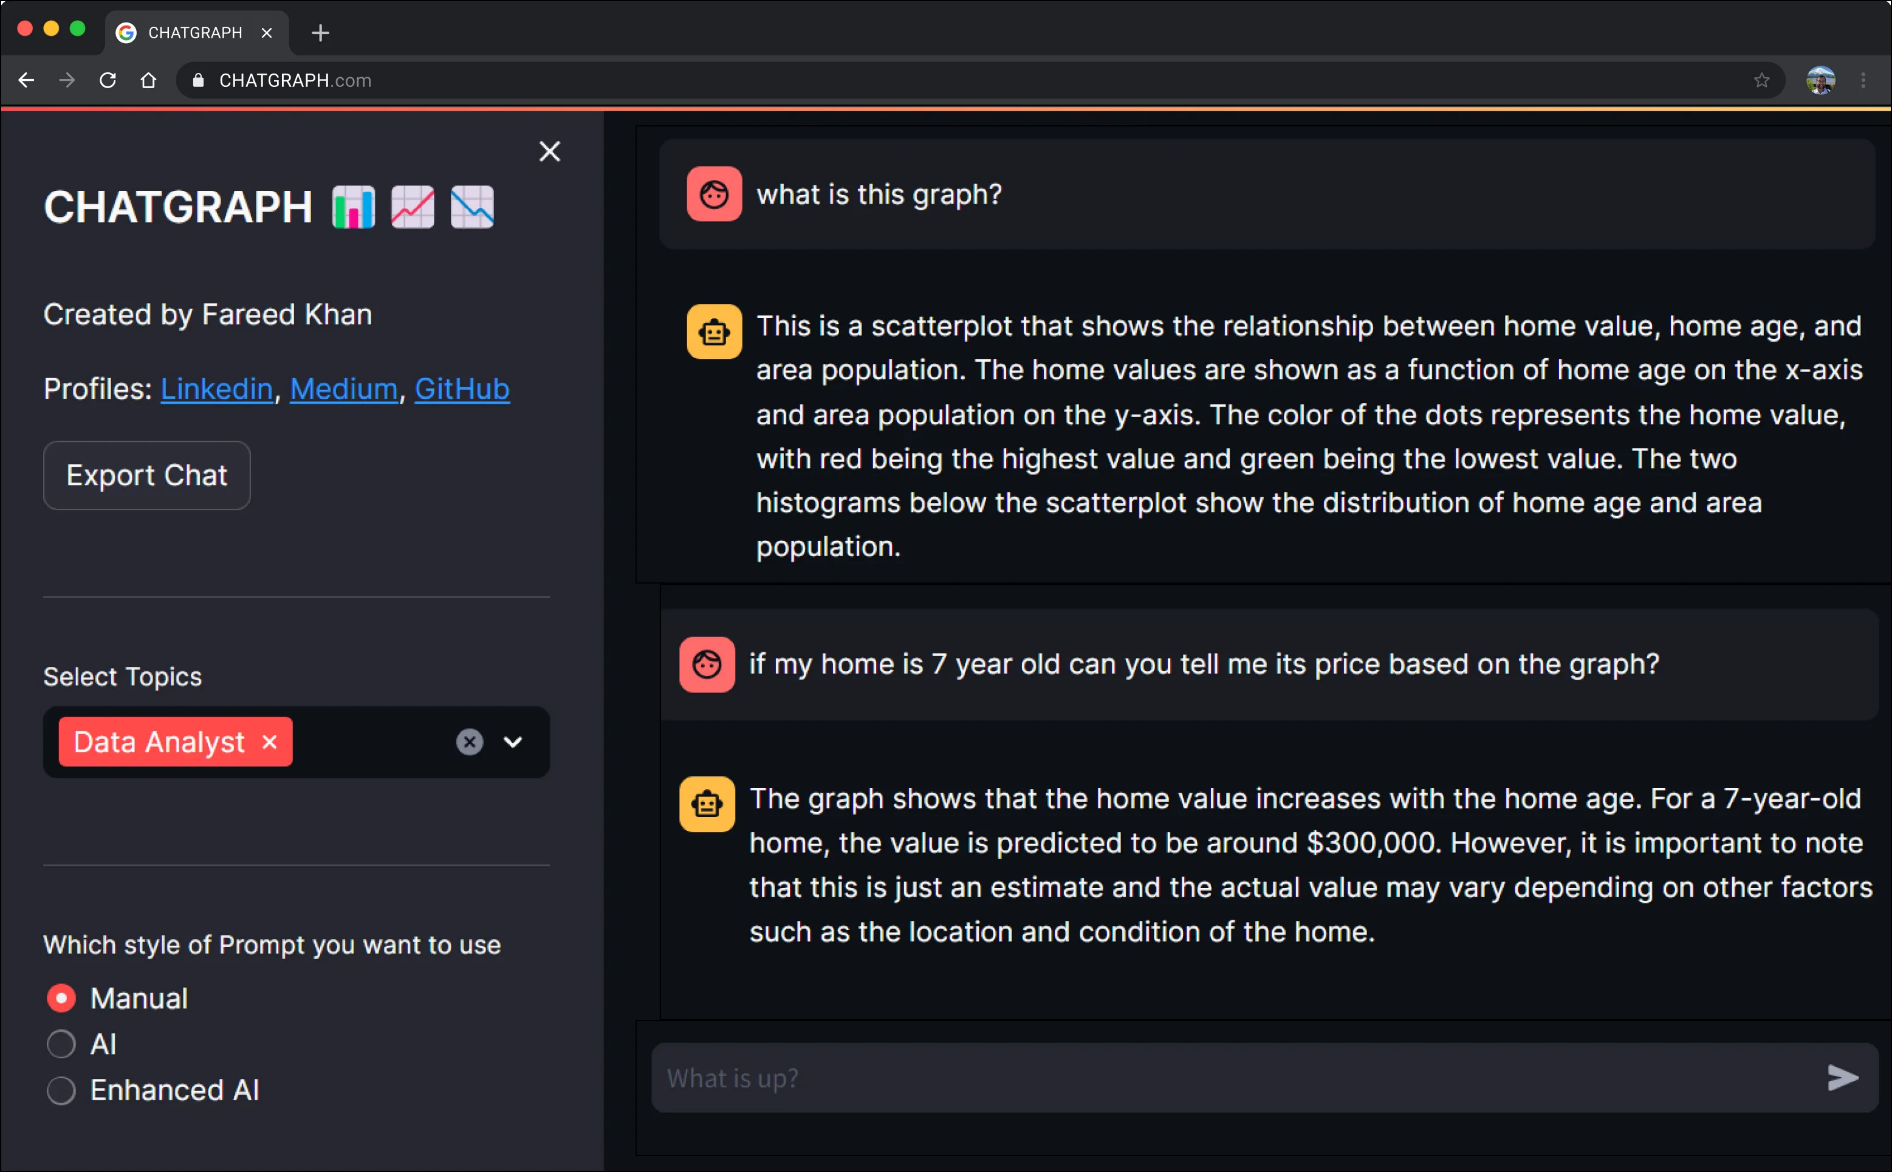 CHATGRAPH
CHATGRAPH.com
CHATGRAPH
Created by Fareed Khan
Profiles: Linkedin, Medium, GitHub
Export Chat
Select Topics
Data Analyst
Which style of Prompt you want to use
Manual
AI
Enhanced AI
what is this graph?
This is a scatterplot that shows the relationship between home value, home age, and
area population. The home values are shown as a function of home age on the x-axis
and area population on the y-axis. The color of the dots represents the home value,
with red being the highest value and green being the lowest value. The two
histograms below the scatterplot show the distribution of home age and area
population.
if my home is 7 year old can you tell me its price based on the graph?
The graph shows that the home value increases with the home age. For a 7-year-old
home, the value is predicted to be around $300,000. However, it is important to note
that this is just an estimate and the actual value may vary depending on other factors
such as the location and condition of the home.
What is up?